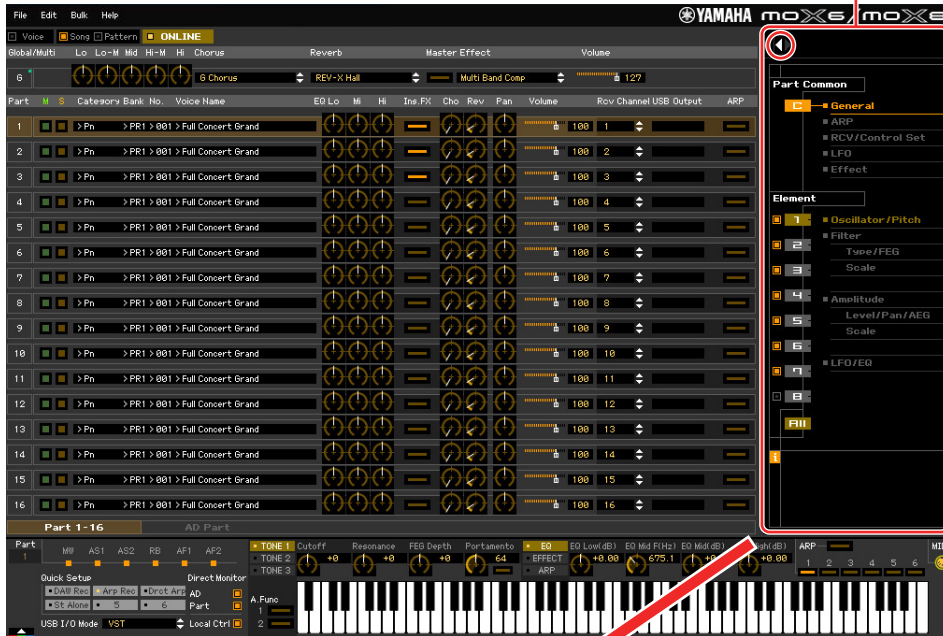 File Edit Bulk Help
YAMAHA MOX6/MOX
Voice Song Pattern ONLINE
Global/Multi Lo Lo-M Mid Hi-M Hi Chorus Reverb Master Effect Volume
G G Chorus REV-X Hall Multi Band Comp 127
Part M S Category Bank No. Voice Name EQ Lo Mi Hi Ins.FX Cho Rev Pan Volume Rcv Channel USB Output ARP
1 >Pn >PR1 >001 >Full Concert Grand 100 1
2 >Pn >PR1 >001 >Full Concert Grand 100 2
3 >Pn >PR1 >001 >Full Concert Grand 100 3
4 >Pn >PR1 >001 >Full Concert Grand 100 4
5 >Pn >PR1 >001 >Full Concert Grand 100 5
6 >Pn >PR1 >001 >Full Concert Grand 100 6
7 >Pn >PR1 >001 >Full Concert Grand 100 7
8 >Pn >PR1 >001 >Full Concert Grand 100 8
9 >Pn >PR1 >001 >Full Concert Grand 100 9
10 >Pn >PR1 >001 >Full Concert Grand 100 10
11 >Pn >PR1 >001 >Full Concert Grand 100 11
12 >Pn >PR1 >001 >Full Concert Grand 100 12
13 >Pn >PR1 >001 >Full Concert Grand 100 13
14 >Pn >PR1 >001 >Full Concert Grand 100 14
15 >Pn >PR1 >001 >Full Concert Grand 100 15
16 >Pn >PR1 >001 >Full Concert Grand 100 16
Part 1-16 AD Part
Part Common
C General
ARP
RCV/Control Set
LFO
Effect
Element
1 Oscillator/Pitch
2 Filter
Type/FEG
3 Scale
4 Amplitude
5 Level/Pan/AEG
Scale
6
7 LFO/EQ
8
All
i
Part MW AS1 AS2 RB AF1 AF2
1
Quick Setup Direct Monitor
DAW Rec Arp Rec Drct Arp AD
St Alone 5 6 Part
USB I/O Mode VST Local Ctrl
TONE 1 Cutoff Resonance FEG Depth Portamento
TONE 2 +0 +0 +0 64
TONE 3
EQ EQ Low(dB) EQ Mid F(Hz) EQ Mid(dB)
EFFECT +0.00 675.1 +0.00
ARP
ARP
1 2 3 4 5 6
A.Func
1
2